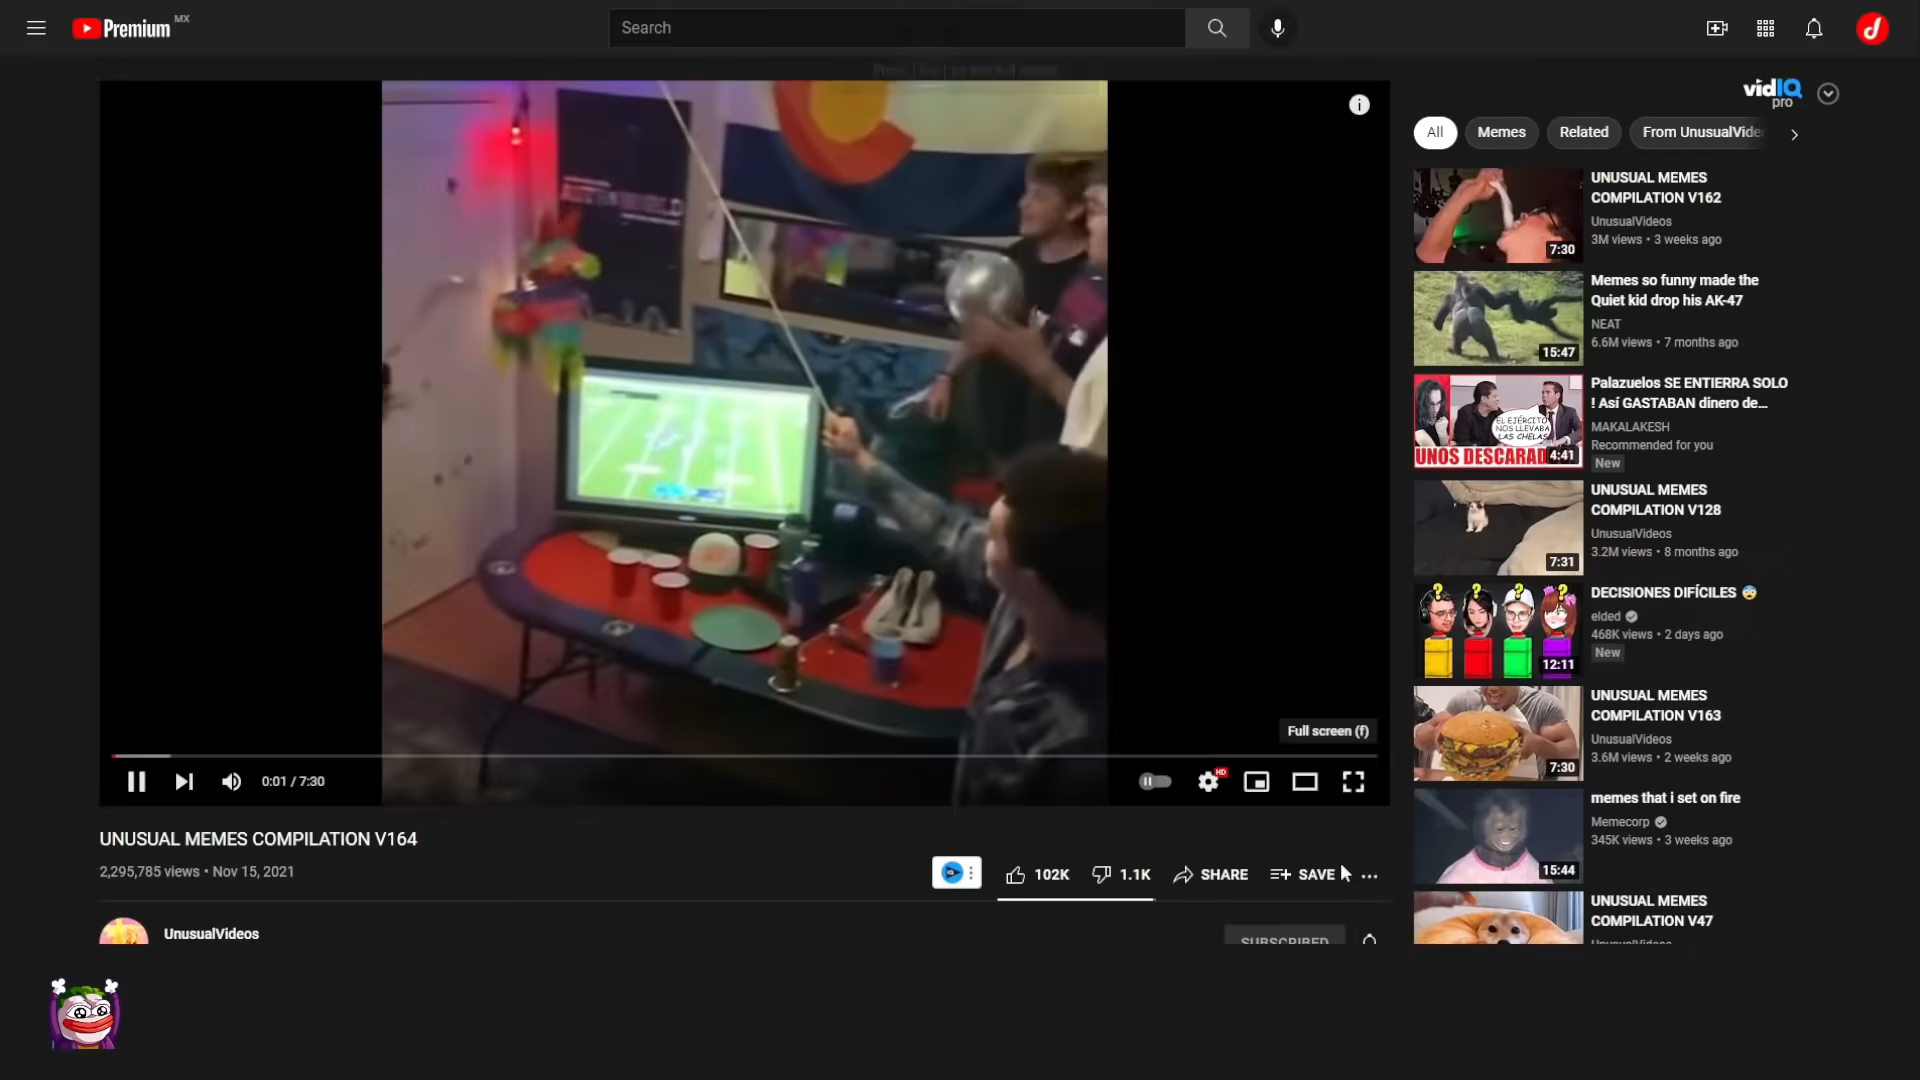 Premium MX
Search
vidIQ
pro
All
Memes
Related
From UnusualVide
UNUSUAL MEMES
COMPILATION V162
UnusualVideos
3M views • 3 weeks ago
7:30
Memes so funny made the
Quiet kid drop his AK-47
NEAT
6.6M views • 7 months ago
15:47
Palazuelos SE ENTIERRA SOLO
! Así GASTABAN dinero de...
MAKALAKESH
Recommended for you
New
EL EJÉRCITO
NOS LLEVABA
LAS CHELAS
UNOS DESCARAD
4:41
UNUSUAL MEMES
COMPILATION V128
UnusualVideos
3.2M views • 8 months ago
7:31
DECISIONES DIFÍCILES 😨
elded
468K views • 2 days ago
New
12:11
UNUSUAL MEMES
COMPILATION V163
UnusualVideos
3.6M views • 2 weeks ago
7:30
memes that i set on fire
Memecorp
345K views • 3 weeks ago
15:44
UNUSUAL MEMES
COMPILATION V47
UnusualVideos
Full screen (f)
0:01 / 7:30
HD
UNUSUAL MEMES COMPILATION V164
2,295,785 views • Nov 15, 2021
102K
1.1K
SHARE
SAVE
UnusualVideos
SUBSCRIBED